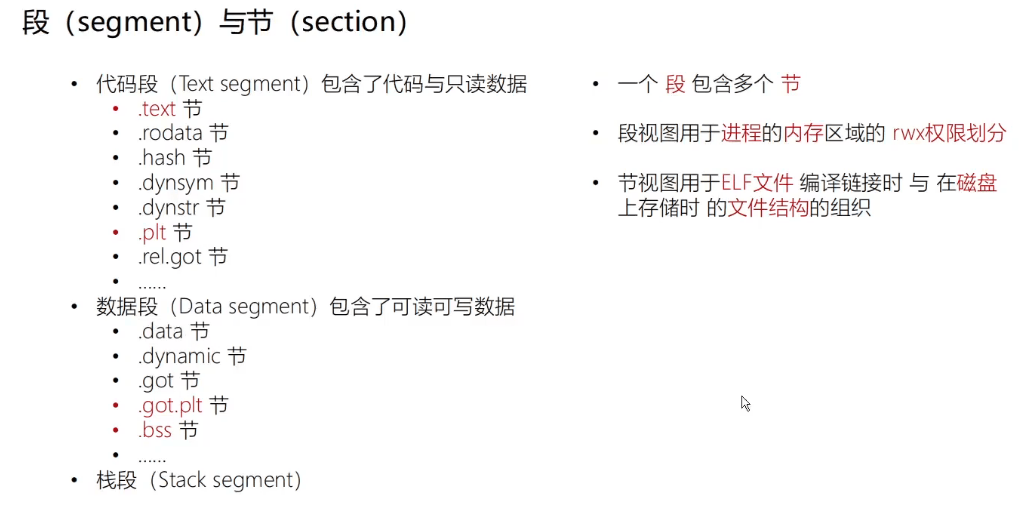 段（segment）与节（section）
• 代码段（Text segment）包含了代码与只读数据
• .text 节
• .rodata 节
• .hash 节
• .dynsym 节
• .dynstr 节
• .plt 节
• .rel.got 节
• ......
• 数据段（Data segment）包含了可读可写数据
• .data 节
• .dynamic 节
• .got 节
• .got.plt 节
• .bss 节
• ......
• 栈段（Stack segment）
• 一个 段 包含多个 节
• 段视图用于进程的内存区域的 rwx权限划分
• 节视图用于ELF文件 编译链接时 与 在磁盘
上存储时 的文件结构的组织